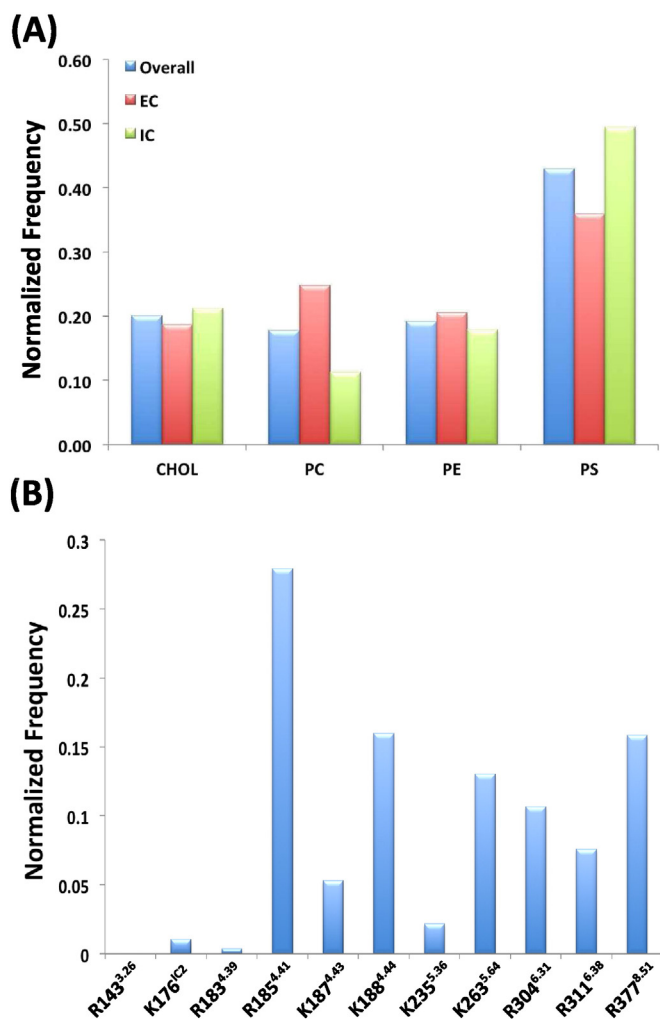 (A)
Normalized Frequency
0.60
0.50
0.40
0.30
0.20
0.10
0.00
Overall
EC
IC
CHOL PC PE PS
(B)
Normalized Frequency
0.3
0.25
0.2
0.15
0.1
0.05
0
R143^3.26 K176^IC2 R183^4.39 R185^4.41 K187^4.43 K188^4.44 K235^5.36 K263^5.64 R304^6.31 R311^6.38 R377^8.51